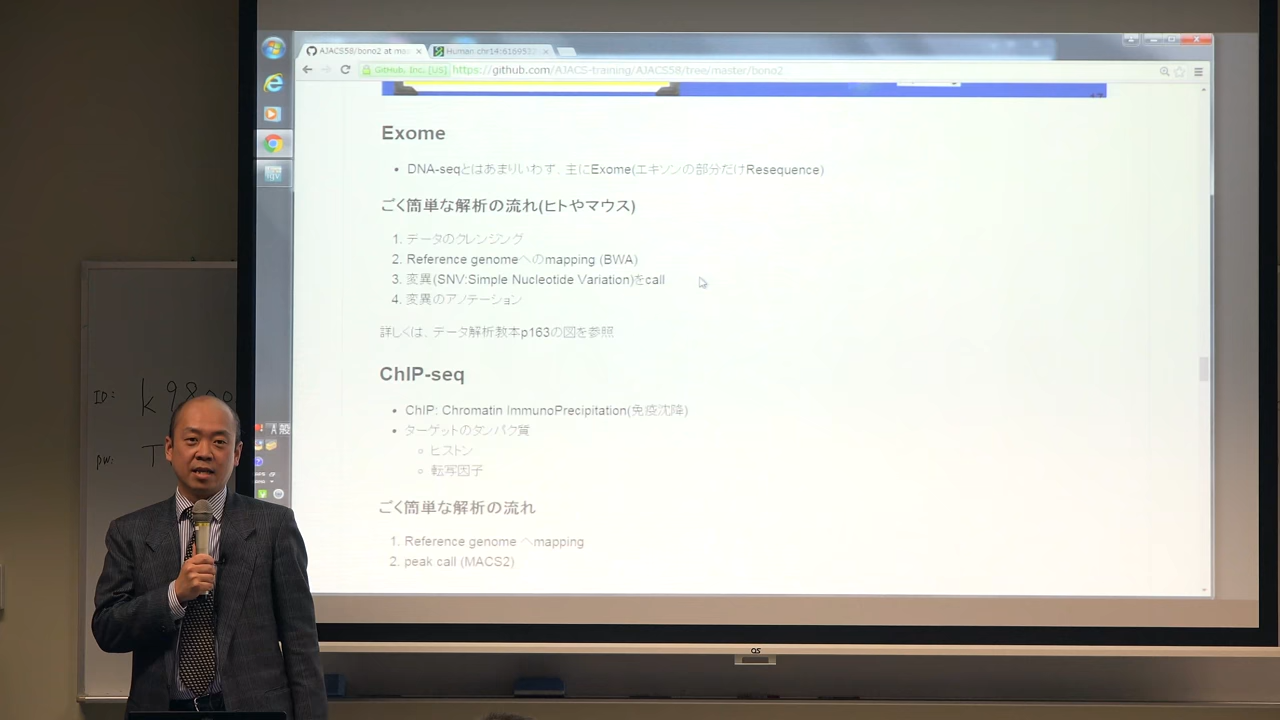 AJACS58/bono2 at mas
Human chr14:6169533
GitHub, Inc. [US] https://github.com/AJACS-training/AJACS58/tree/master/bono2
Exome
• DNA-seqとはあまりいわず、主にExome(エキソンの部分だけResequence)
ごく簡単な解析の流れ(ヒトやマウス)
1. データのクレンジング
2. Reference genomeへのmapping (BWA)
3. 変異(SNV:Simple Nucleotide Variation)をcall
4. 変異のアノテーション
詳しくは、データ解析教本p163の図を参照
ChIP-seq
• ChIP: Chromatin ImmunoPrecipitation(免疫沈降)
• ターゲットのタンパク質
◦ ヒストン
◦ 転写因子
ごく簡単な解析の流れ
1. Reference genome へmapping
2. peak call (MACS2)
ID:
PW: T
OS